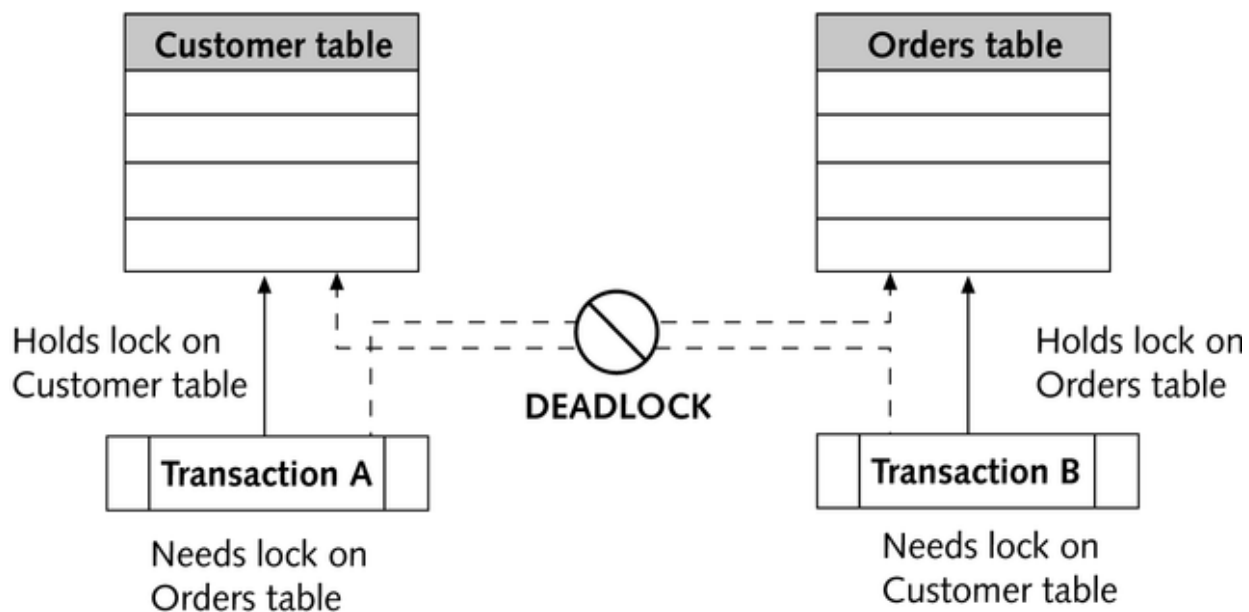 Customer table
Orders table
Holds lock on
Customer table
DEADLOCK
Holds lock on
Orders table
Transaction A
Transaction B
Needs lock on
Orders table
Needs lock on
Customer table